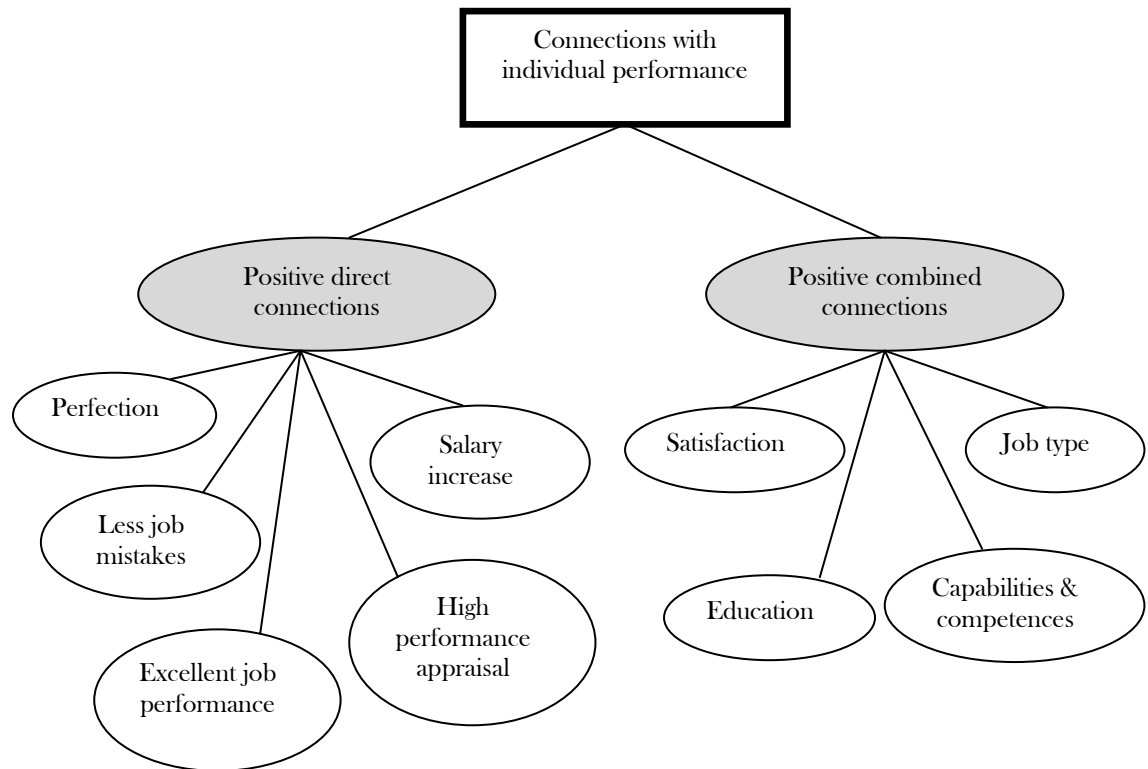 Connections with
individual performance
Positive direct
connections
Positive combined
connections
Perfection
Salary
increase
Less job
mistakes
High
performance
appraisal
Excellent job
performance
Satisfaction
Job type
Education
Capabilities &
competences